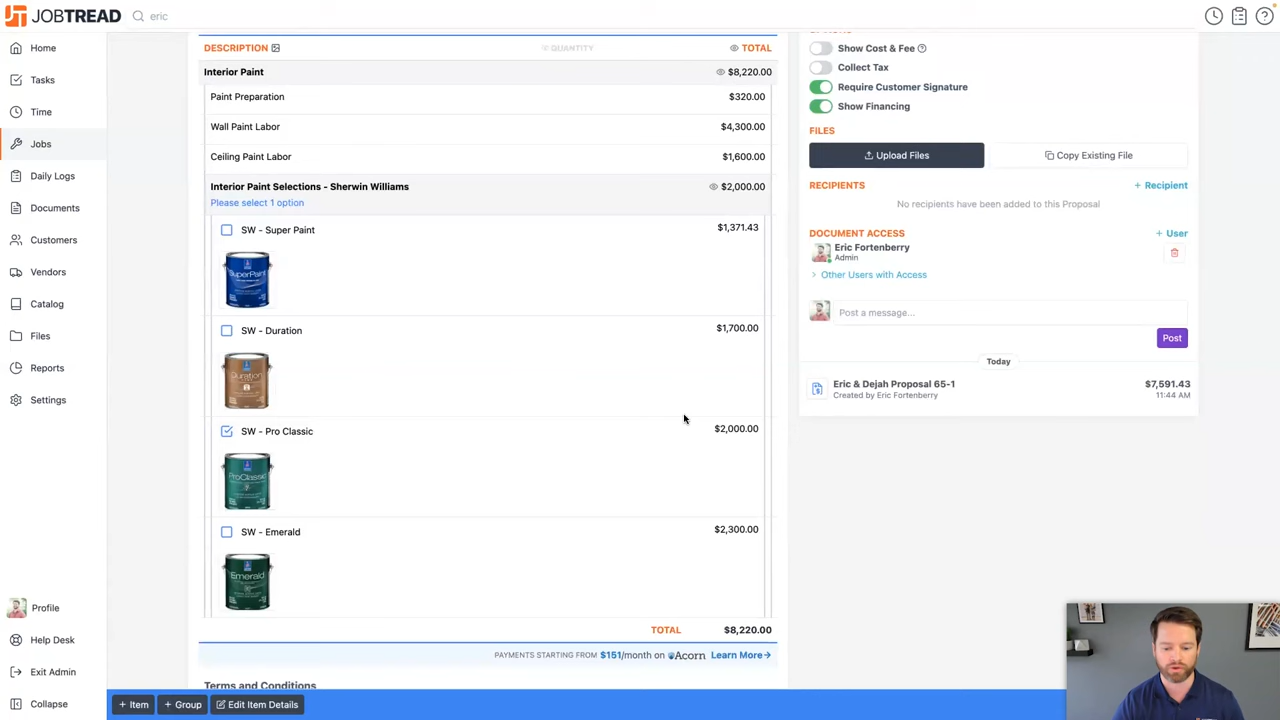 JOBTREAD
eric
Home
Tasks
Time
Jobs
Daily Logs
Documents
Customers
Vendors
Catalog
Files
Reports
Settings
Profile
Help Desk
Exit Admin
Collapse
DESCRIPTION QUANTITY TOTAL
Interior Paint $8,220.00
Paint Preparation $320.00
Wall Paint Labor $4,300.00
Ceiling Paint Labor $1,600.00
Interior Paint Selections - Sherwin Williams $2,000.00
Please select 1 option
SW - Super Paint $1,371.43
SuperPaint
SW - Duration $1,700.00
Duration
SW - Pro Classic $2,000.00
ProClassic
SW - Emerald $2,300.00
Emerald
TOTAL $8,220.00
PAYMENTS STARTING FROM $151/month on Acorn Learn More
Terms and Conditions
+ Item + Group Edit Item Details
Show Cost & Fee
Collect Tax
Require Customer Signature
Show Financing
FILES
Upload Files Copy Existing File
RECIPIENTS + Recipient
No recipients have been added to this Proposal
DOCUMENT ACCESS + User
Eric Fortenberry
Admin
Other Users with Access
Post a message...
Post
Today
Eric & Dejah Proposal 65-1 $7,591.43
Created by Eric Fortenberry 11:44 AM